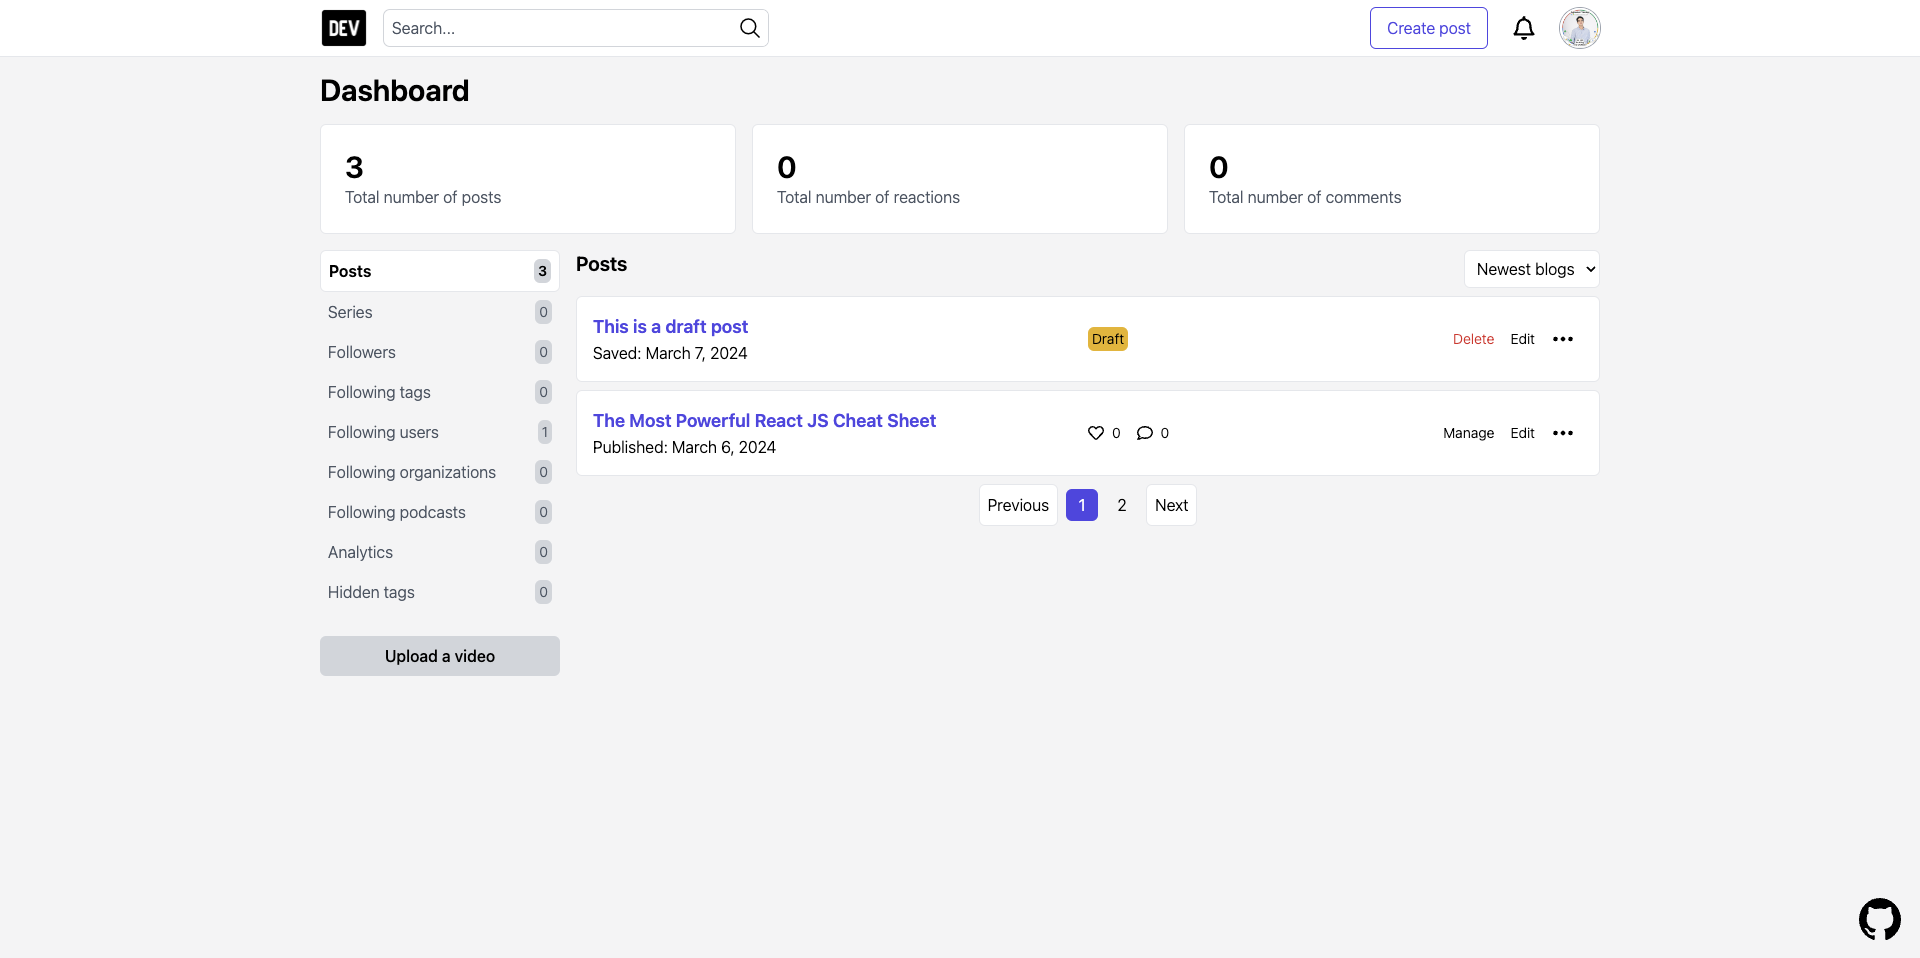 DEV
Search...
Create post
Dashboard
3
Total number of posts
0
Total number of reactions
0
Total number of comments
Posts 3
Series 0
Followers 0
Following tags 0
Following users 1
Following organizations 0
Following podcasts 0
Analytics 0
Hidden tags 0
Upload a video
Posts
Newest blogs
This is a draft post
Saved: March 7, 2024
Draft
Delete Edit
The Most Powerful React JS Cheat Sheet
Published: March 6, 2024
0 0
Manage Edit
Previous 1 2 Next